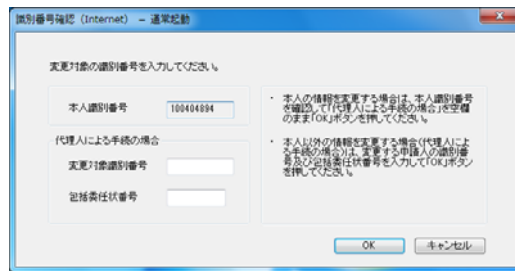 識別番号確認 (Internet) － 通常起動
変更対象の識別番号を入力してください。
本人識別番号
100404894
・ 本人の情報を変更する場合は、本人識別番号
を確認して「代理人による手続の場合」を空欄
のまま「OK」ボタンを押してください。
・ 本人以外の情報を変更する場合(代理人によ
る手続の場合)は、変更する申請人の識別番
号及び包括委任状番号を入力して「OK」ボタン
を押してください。
代理人による手続の場合
変更対象識別番号
包括委任状番号
OK
キャンセル